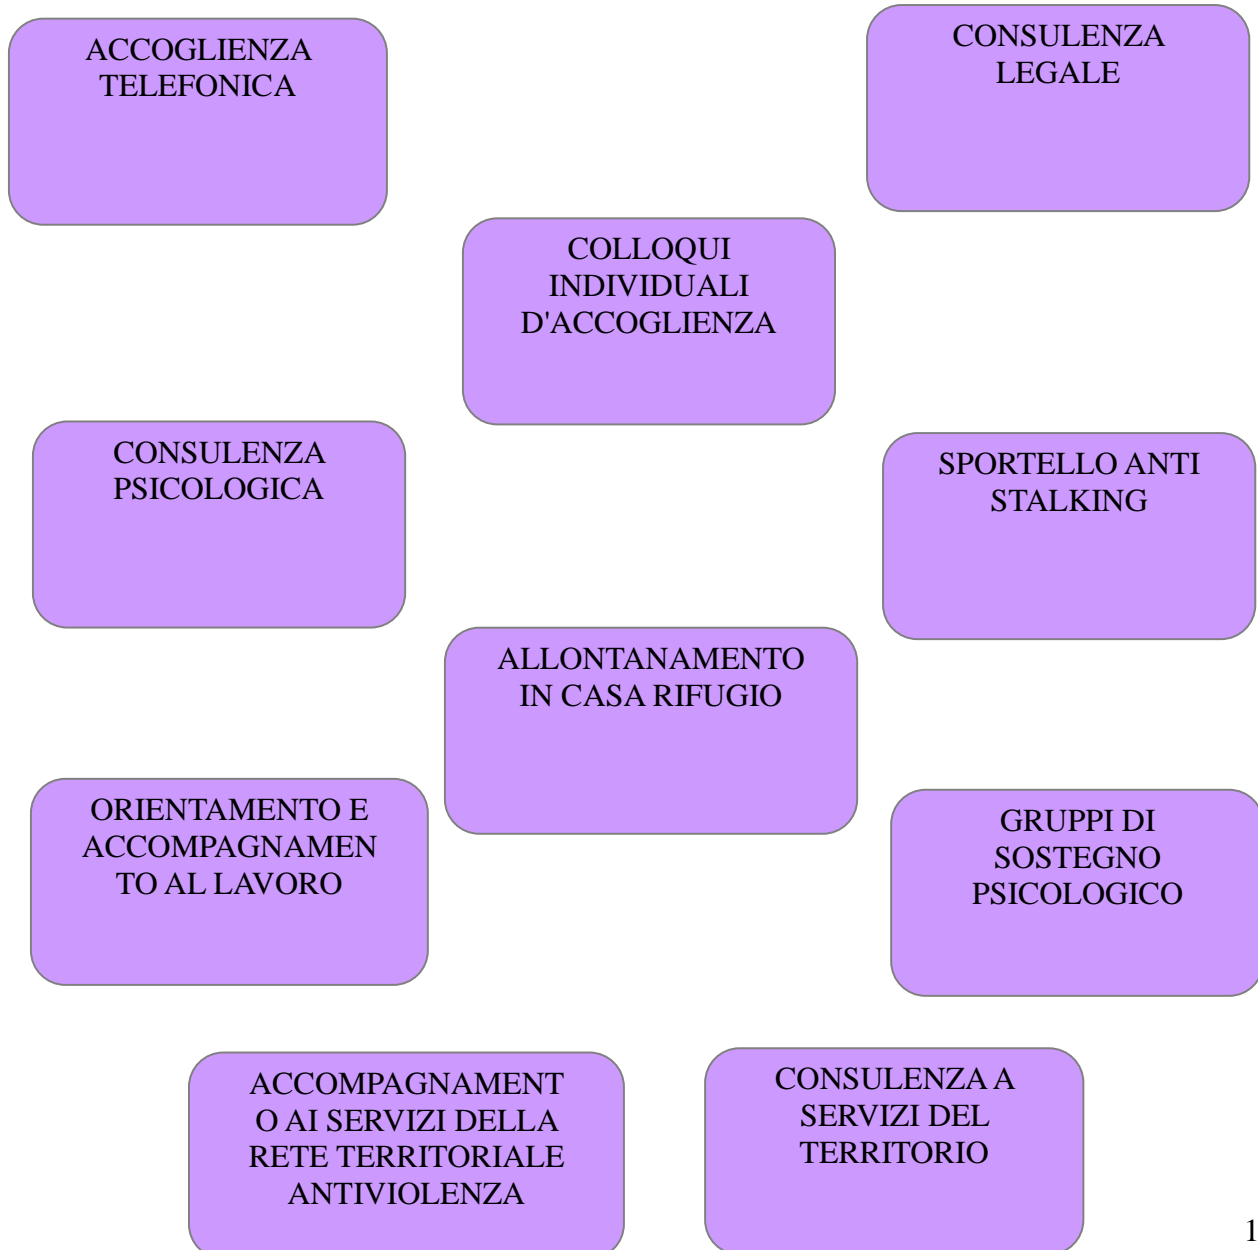 ACCOGLIENZA
TELEFONICA
CONSULENZA
LEGALE
COLLOQUI
INDIVIDUALI
D'ACCOGLIENZA
CONSULENZA
PSICOLOGICA
SPORTELLO ANTI
STALKING
ALLONTANAMENTO
IN CASA RIFUGIO
ORIENTAMENTO E
ACCOMPAGNAMEN
TO AL LAVORO
GRUPPI DI
SOSTEGNO
PSICOLOGICO
ACCOMPAGNAMENT
O AI SERVIZI DELLA
RETE TERRITORIALE
ANTIVIOLENZA
CONSULENZA A
SERVIZI DEL
TERRITORIO
1